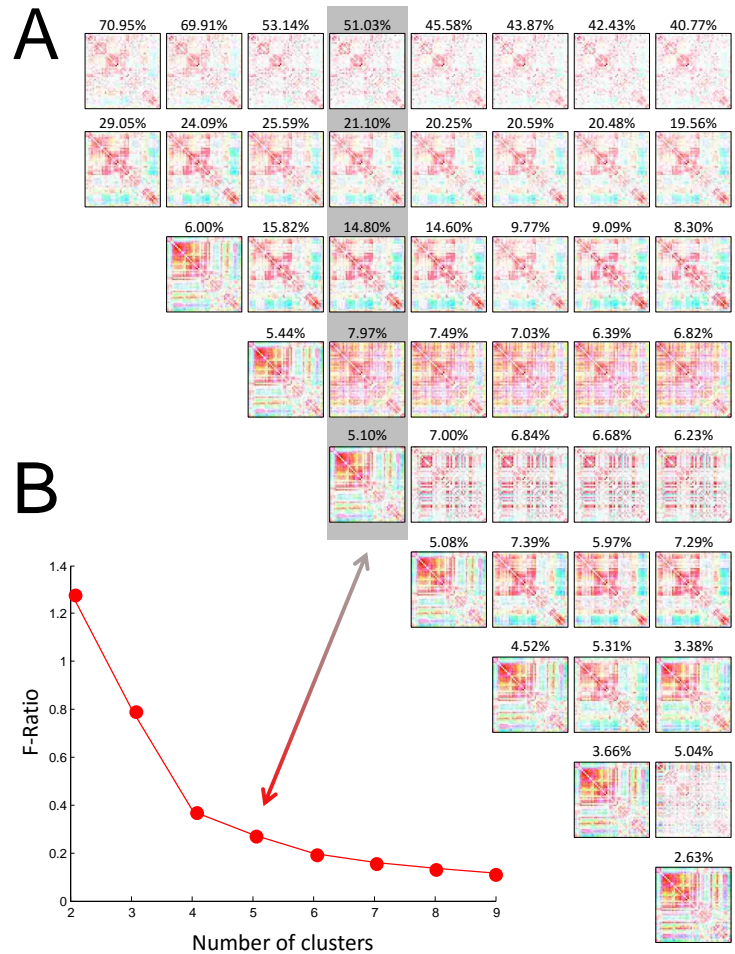 A
70.95% 69.91% 53.14% 51.03% 45.58% 43.87% 42.43% 40.77%
29.05% 24.09% 25.59% 21.10% 20.25% 20.59% 20.48% 19.56%
6.00% 15.82% 14.80% 14.60% 9.77% 9.09% 8.30%
5.44% 7.97% 7.49% 7.03% 6.39% 6.82%
5.10% 7.00% 6.84% 6.68% 6.23%
5.08% 7.39% 5.97% 7.29%
4.52% 5.31% 3.38%
3.66% 5.04%
2.63%
B
1.4
1.2
1
0.8
0.6
0.4
0.2
0
F-Ratio
2 3 4 5 6 7 8 9
Number of clusters